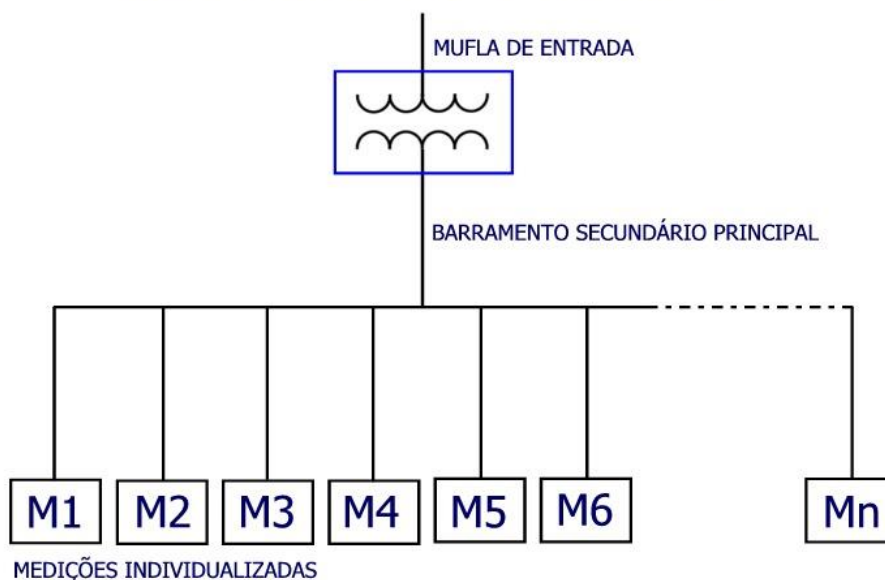 MUFLA DE ENTRADA
BARRAMENTO SECUNDÁRIO PRINCIPAL
M1 M2 M3 M4 M5 M6 Mn
MEDIÇÕES INDIVIDUALIZADAS